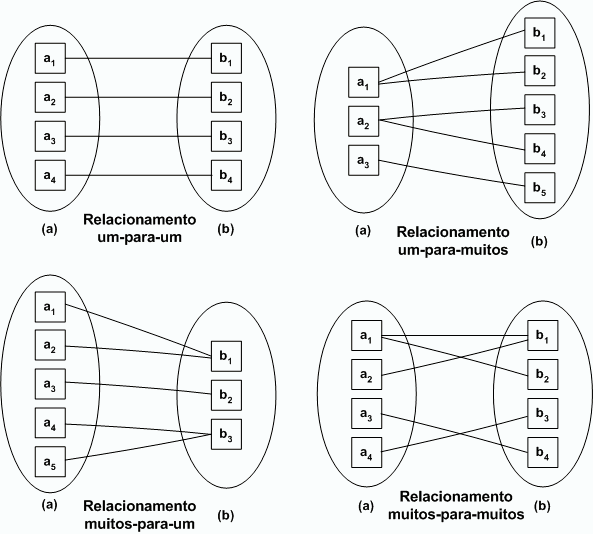 a1 b1
a2 b2
a3 b3
a4 b4
(a) Relacionamento (b)
um-para-um
b1
a1 b2
a2 b3
a3 b4
b5
(a) Relacionamento (b)
um-para-muitos
a1
a2 b1
a3 b2
a4 b3
a5
(a) Relacionamento (b)
muitos-para-um
a1 b1
a2 b2
a3 b3
a4 b4
(a) Relacionamento (b)
muitos-para-muitos